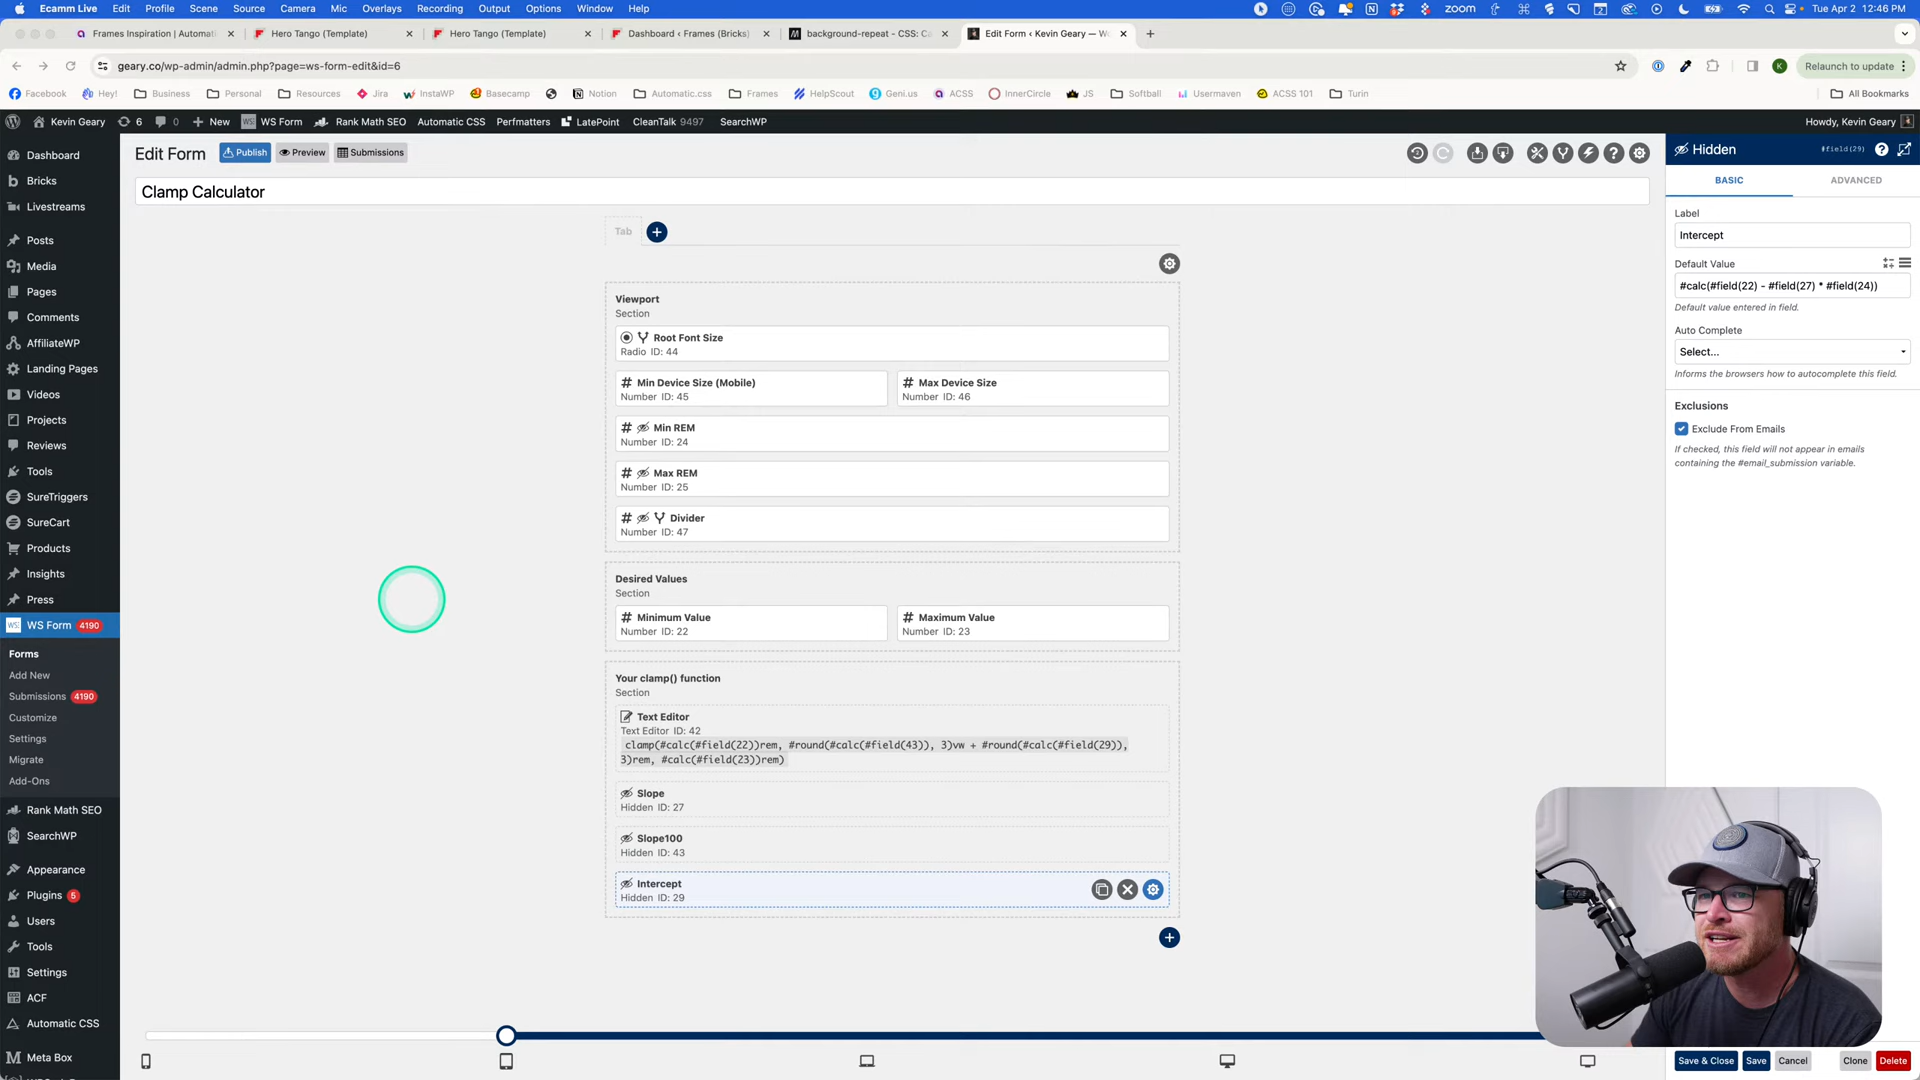 Ecamm Live Edit Profile Scene Source Camera Mic Overlays Recording Output Options Window Help zoom Tue Apr 2 12:46 PM
Frames Inspiration | Automati Hero Tango (Template) Hero Tango (Template) Dashboard ‹ Frames (Bricks) background-repeat - CSS: Ca Edit Form ‹ Kevin Geary — W
geary.co/wp-admin/admin.php?page=ws-form-edit&id=6 K Relaunch to update
Facebook Hey! Business Personal Resources Jira InstaWP Basecamp Notion Automatic.css Frames HelpScout Geni.us ACSS InnerCircle JS Softball Usermaven ACSS 101 Turin All Bookmarks
Kevin Geary 6 0 New WS Form Rank Math SEO Automatic CSS Perfmatters LatePoint CleanTalk 9497 SearchWP Howdy, Kevin Geary
Dashboard
Bricks
Livestreams
Posts
Media
Pages
Comments
AffiliateWP
Landing Pages
Videos
Projects
Reviews
Tools
SureTriggers
SureCart
Products
Insights
Press
WS Form 4190
Forms
Add New
Submissions 4190
Customize
Settings
Migrate
Add-Ons
Rank Math SEO
SearchWP
Appearance
Plugins 5
Users
Tools
Settings
ACF
Automatic CSS
Meta Box
Edit Form Publish Preview Submissions
Clamp Calculator
Tab
Viewport
Section
Root Font Size
Radio ID: 44
Min Device Size (Mobile)
Number ID: 45
Max Device Size
Number ID: 46
Min REM
Number ID: 24
Max REM
Number ID: 25
Divider
Number ID: 47
Desired Values
Section
Minimum Value
Number ID: 22
Maximum Value
Number ID: 23
Your clamp() function
Section
Text Editor
Text Editor ID: 42
clamp(#calc(#field(22))rem, #round(#calc(#field(43)), 3)vw + #round(#calc(#field(29)),
3)rem, #calc(#field(23))rem)
Slope
Hidden ID: 27
Slope100
Hidden ID: 43
Intercept
Hidden ID: 29
Hidden #field(29)
BASIC ADVANCED
Label
Intercept
Default Value
#calc(#field(22) - #field(27) * #field(24))
Default value entered in field.
Auto Complete
Select...
Informs the browsers how to autocomplete this field.
Exclusions
Exclude From Emails
If checked, this field will not appear in emails
containing the #email_submission variable.
Save & Close Save Cancel Clone Delete